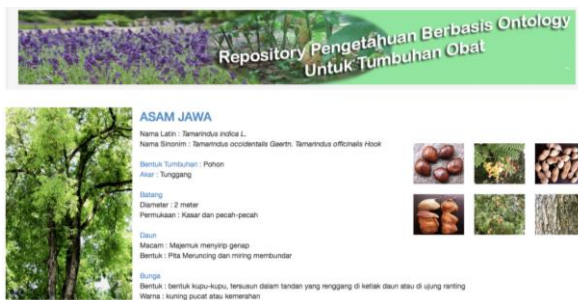 Repository Pengetahuan Berbasis Ontology
Untuk Tumbuhan Obat
ASAM JAWA
Nama Latin : Tamarindus indica L.
Nama Sinonim : Tamarindus occidentalis Gaertn. Tamarindus officinalis Hook
Bentuk Tumbuhan : Pohon
Akar : Tunggang
Batang
Diameter : 2 meter
Permukaan : Kasar dan pecah-pecah
Daun
Macam : Majemuk menyirip genap
Bentuk : Pita Meruncing dan miring membundar
Bunga
Bentuk : bentuk kupu-kupu, tersusun dalam tandan yang renggang di ketiak daun atau di ujung ranting
Warna : kuning pucat atau kemerahan